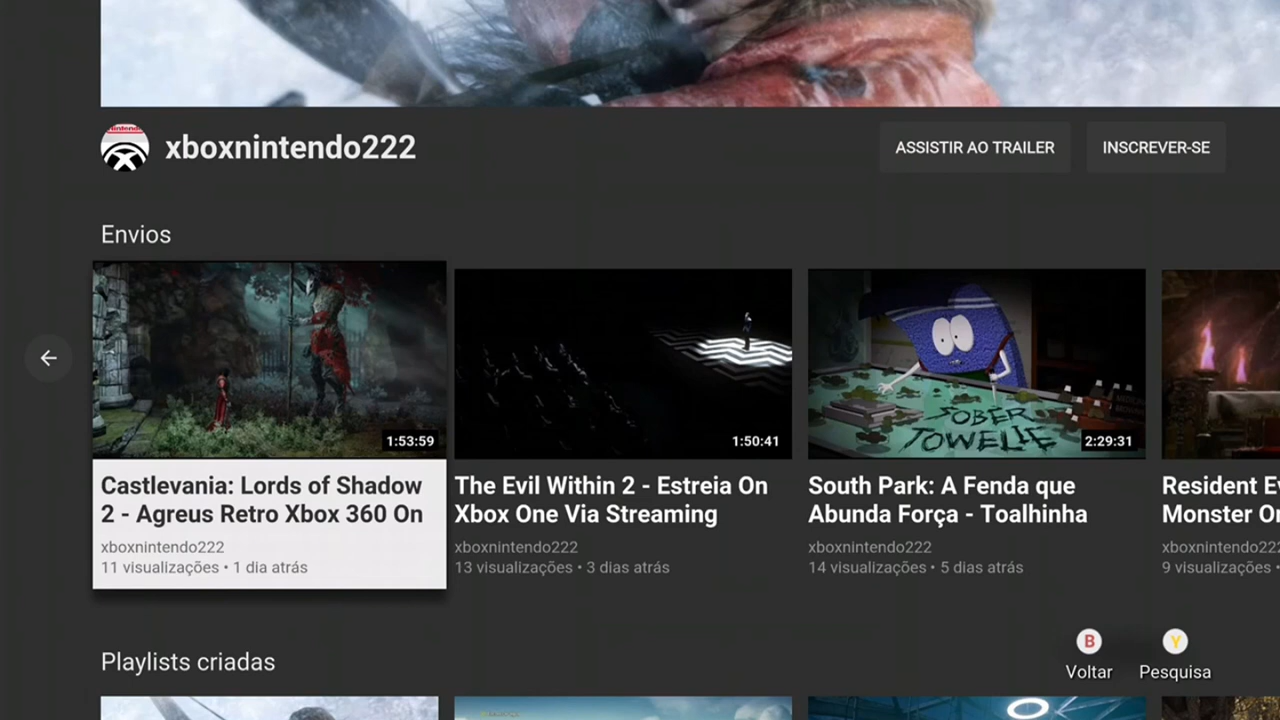 Nintendo
xboxnintendo222
ASSISTIR AO TRAILER
INSCREVER-SE
Envios
1:53:59
1:50:41
SOBER
TOWELIE
2:29:31
Castlevania: Lords of Shadow
2 - Agreus Retro Xbox 360 On
xboxnintendo222
11 visualizações • 1 dia atrás
The Evil Within 2 - Estreia On
Xbox One Via Streaming
xboxnintendo222
13 visualizações • 3 dias atrás
South Park: A Fenda que
Abunda Força - Toalhinha
xboxnintendo222
14 visualizações • 5 dias atrás
Resident
Monster
9 visualizações
B
Voltar
Y
Pesquisa
Playlists criadas